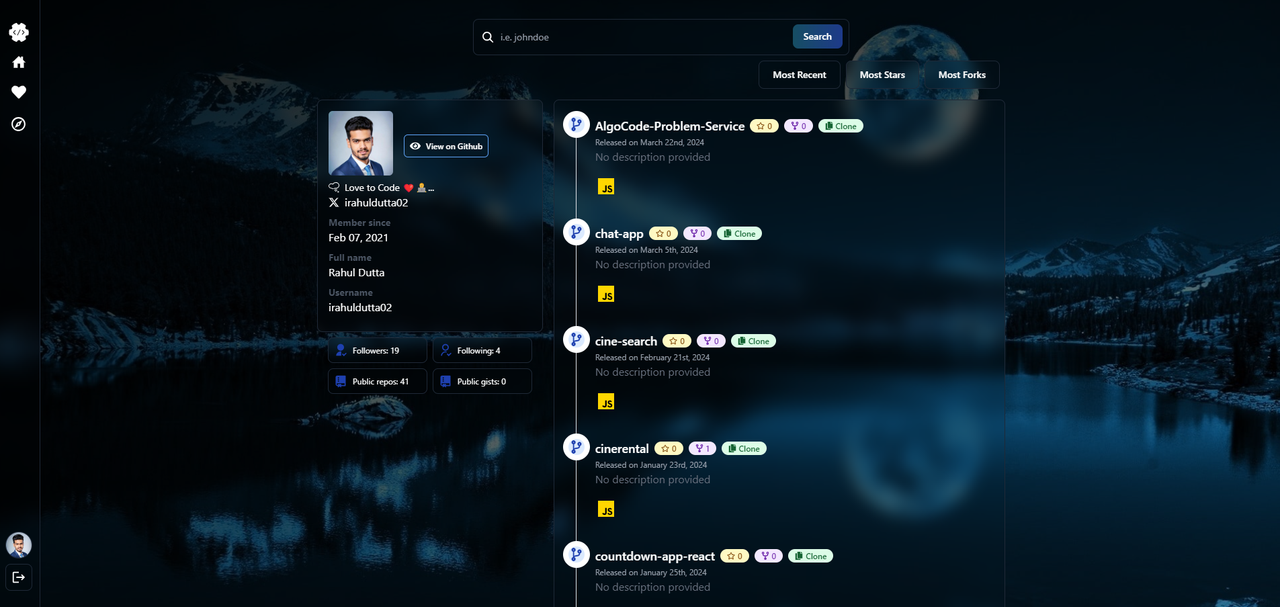 i.e. johndoe
Search
Most Recent
Most Stars
Most Forks
View on Github
Love to Code ❤️ 🧑‍💻...
irahuldutta02
Member since
Feb 07, 2021
Full name
Rahul Dutta
Username
irahuldutta02
Followers: 19
Following: 4
Public repos: 41
Public gists: 0
AlgoCode-Problem-Service 0 0 Clone
Released on March 22nd, 2024
No description provided
JS
chat-app 0 0 Clone
Released on March 5th, 2024
No description provided
JS
cine-search 0 0 Clone
Released on February 21st, 2024
No description provided
JS
cinerental 0 1 Clone
Released on January 23rd, 2024
No description provided
JS
countdown-app-react 0 0 Clone
Released on January 25th, 2024
No description provided